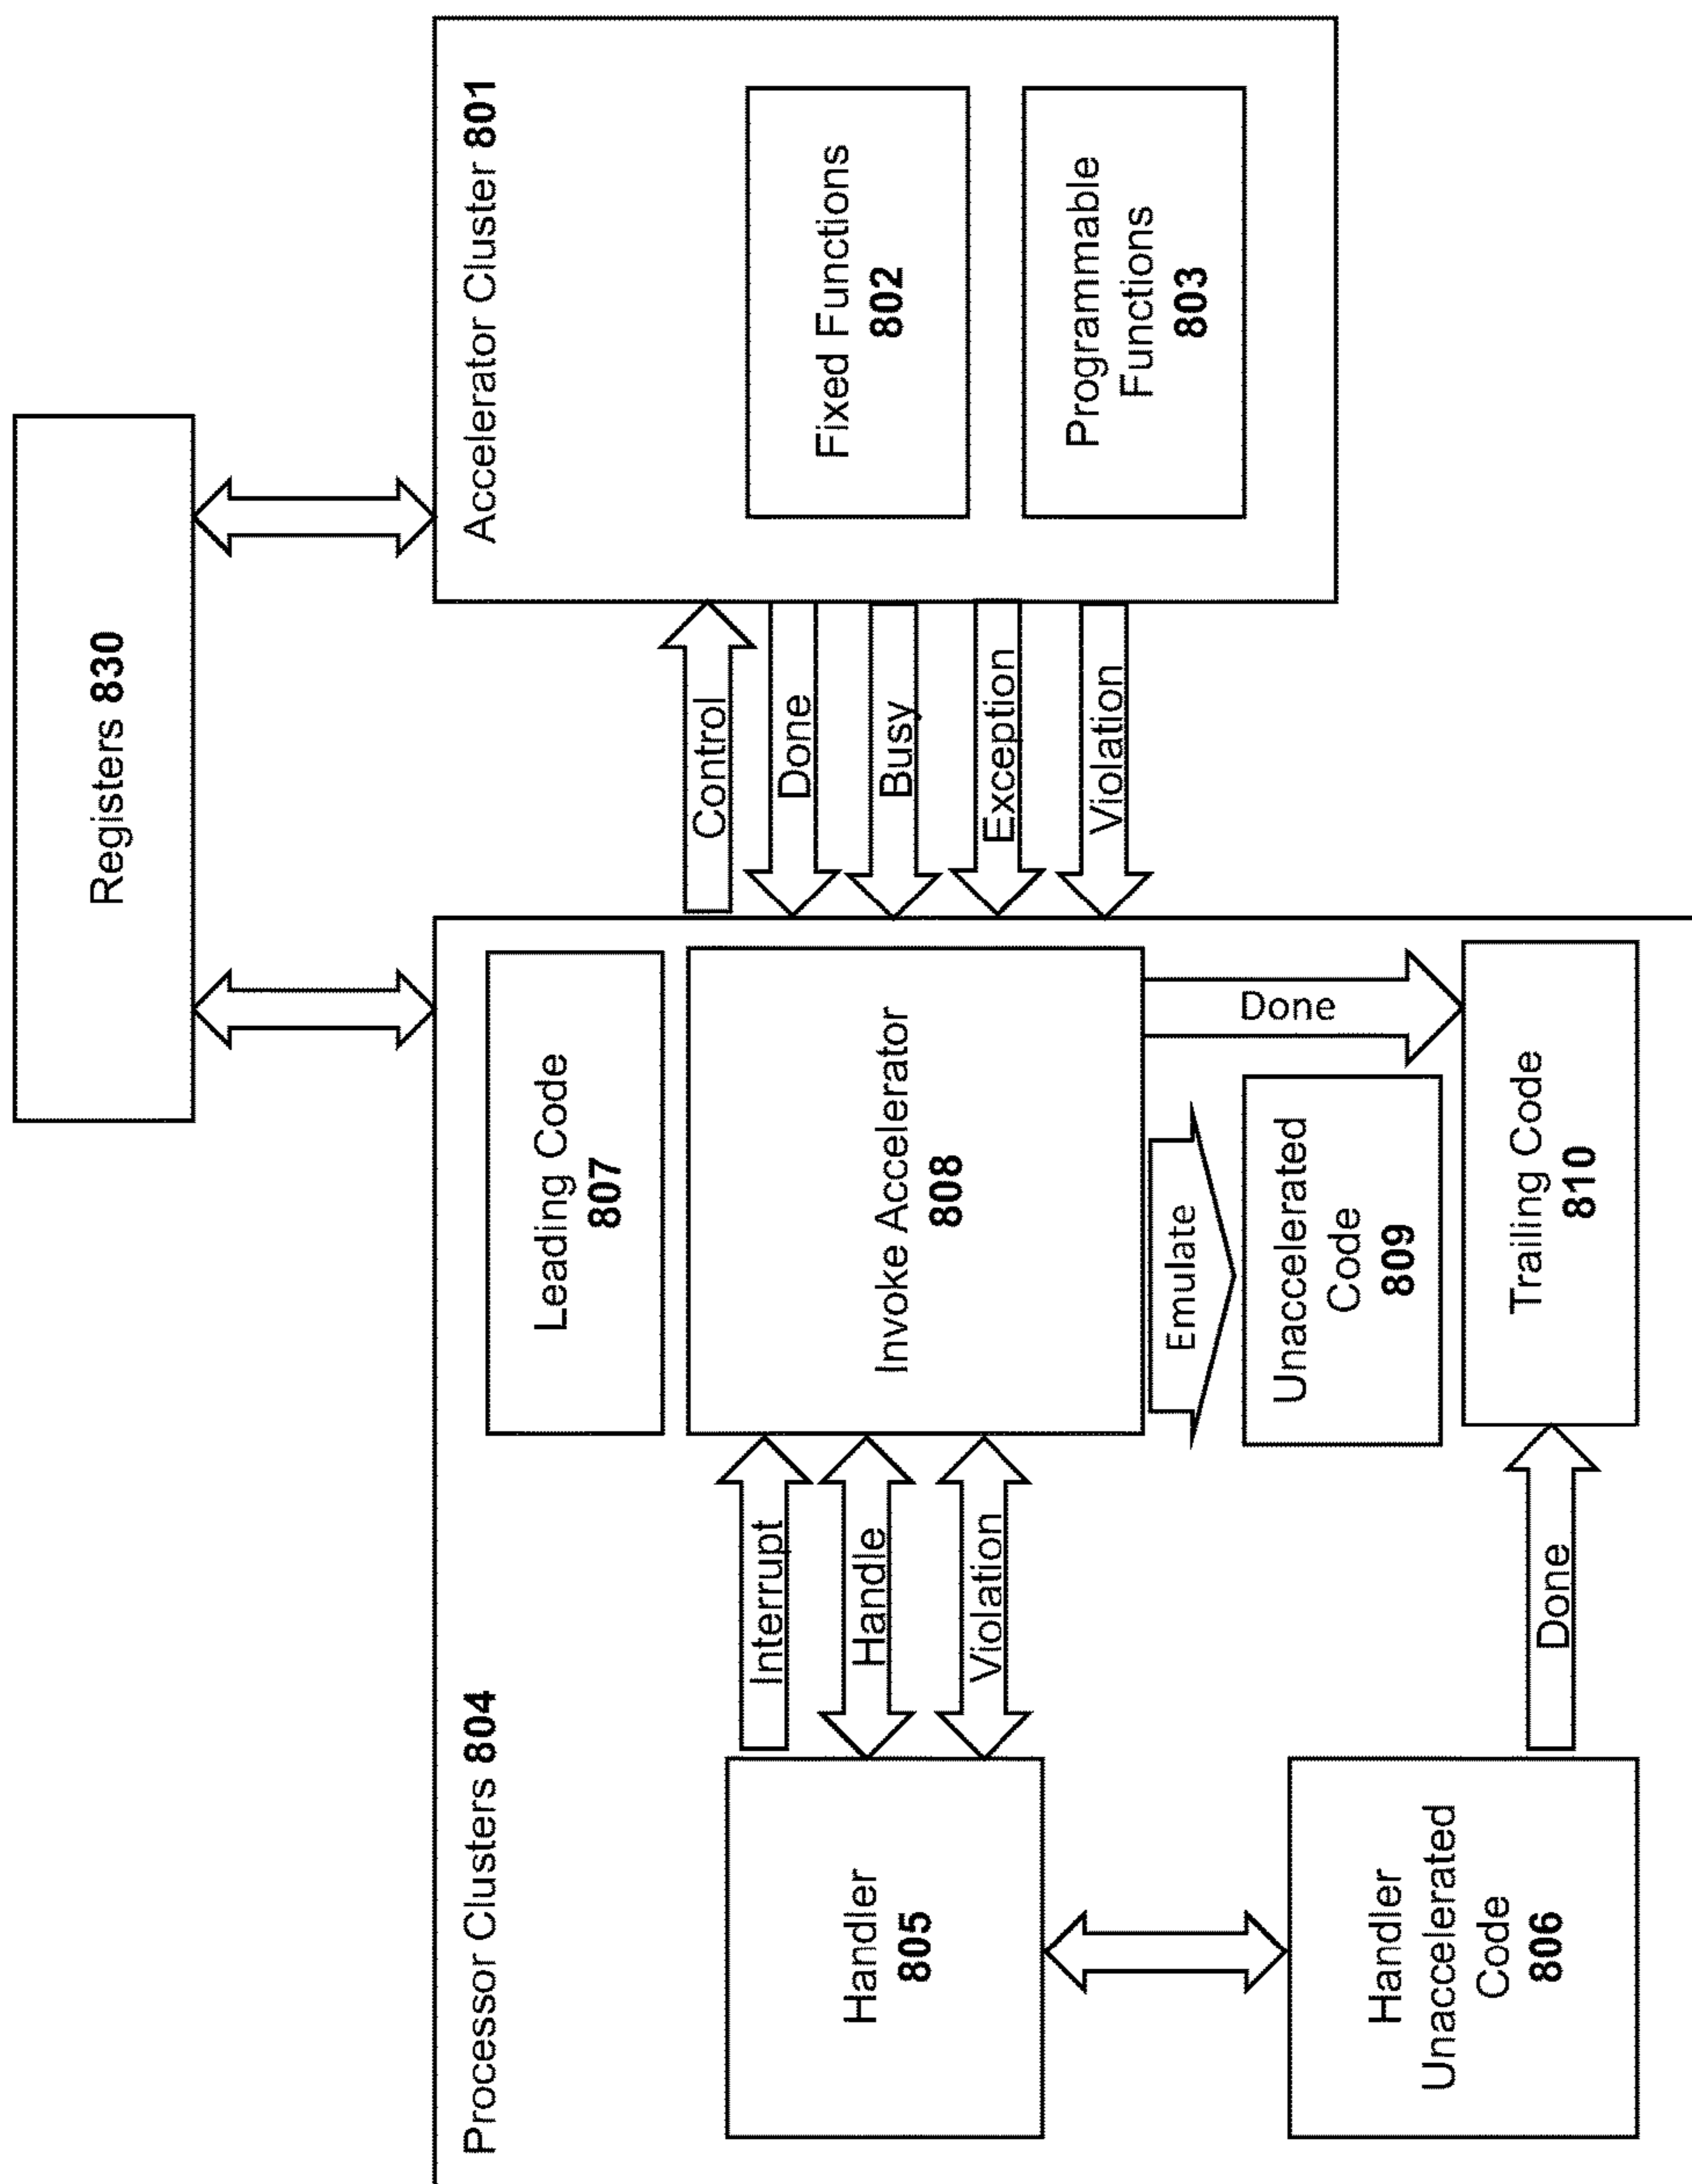 Registers 830
Processor Clusters 804
Handler
805
Handler
Unaccelerated
Code
806
Interrupt
Handle
Violation
Done
Leading Code
807
Invoke Accelerator
808
Emulate
Done
Unaccelerated
Code
809
Trailing Code
810
Control
Done
Busy
Exception
Violation
Accelerator Cluster 801
Fixed Functions
802
Programmable
Functions
803